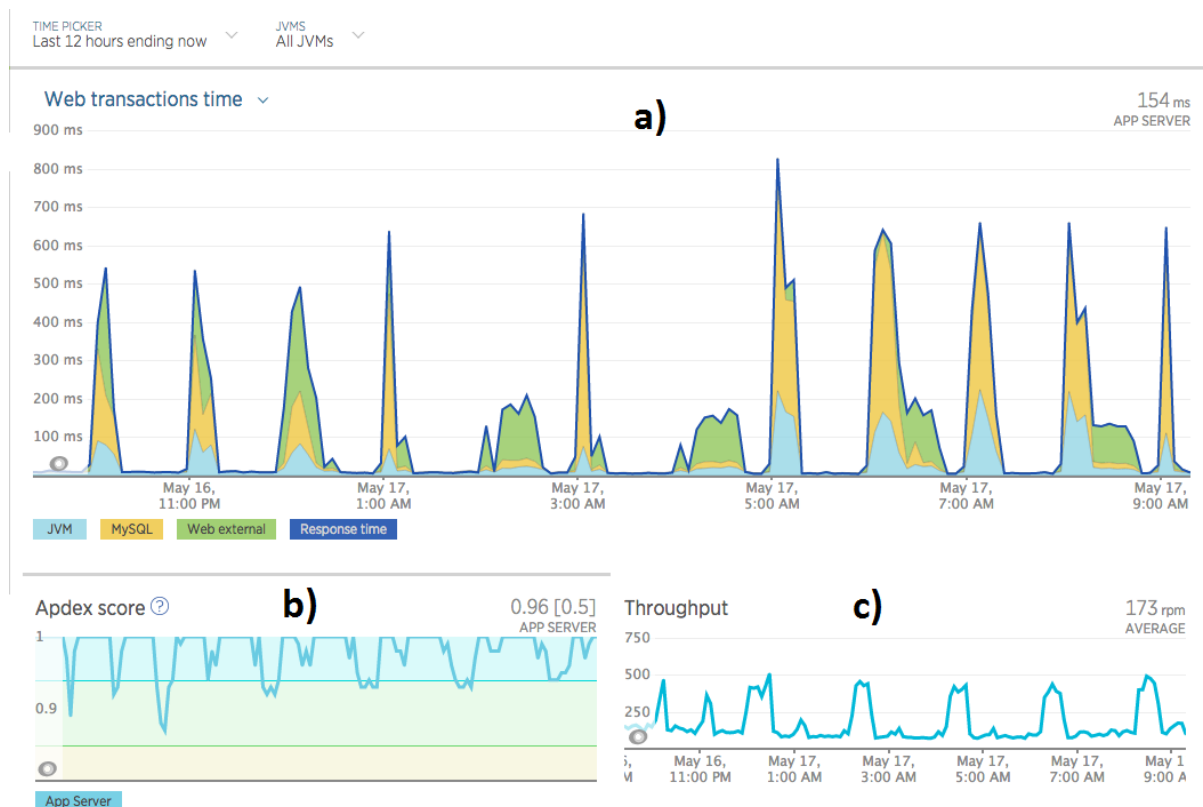 TIME PICKER
Last 12 hours ending now
JVMS
All JVMs
Web transactions time
a)
154 ms
APP SERVER
900 ms
800 ms
700 ms
600 ms
500 ms
400 ms
300 ms
200 ms
100 ms
May 16,
11:00 PM
May 17,
1:00 AM
May 17,
3:00 AM
May 17,
5:00 AM
May 17,
7:00 AM
May 17,
9:00 AM
JVM
MySQL
Web external
Response time
Apdex score ?
b)
0.96 [0.5]
APP SERVER
1
0.9
App Server
Throughput
c)
173 rpm
AVERAGE
750
500
250
May 16,
11:00 PM
May 17,
1:00 AM
May 17,
3:00 AM
May 17,
5:00 AM
May 17,
7:00 AM
May 1
9:00 A